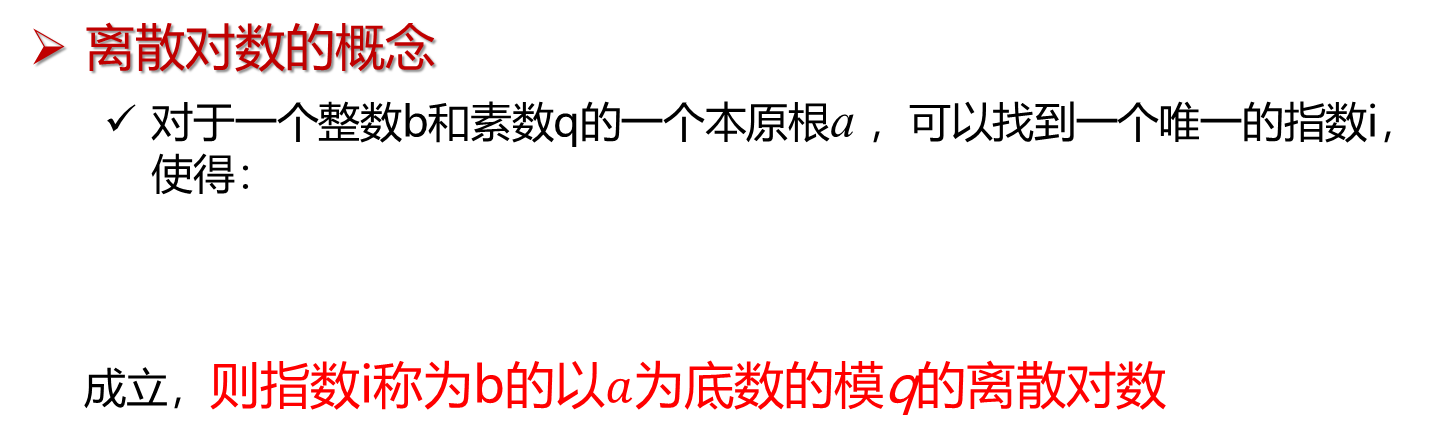 ➢ 离散对数的概念
✓ 对于一个整数b和素数q的一个本原根a ，可以找到一个唯一的指数i，
使得：
成立，则指数i称为b的以a为底数的模q的离散对数